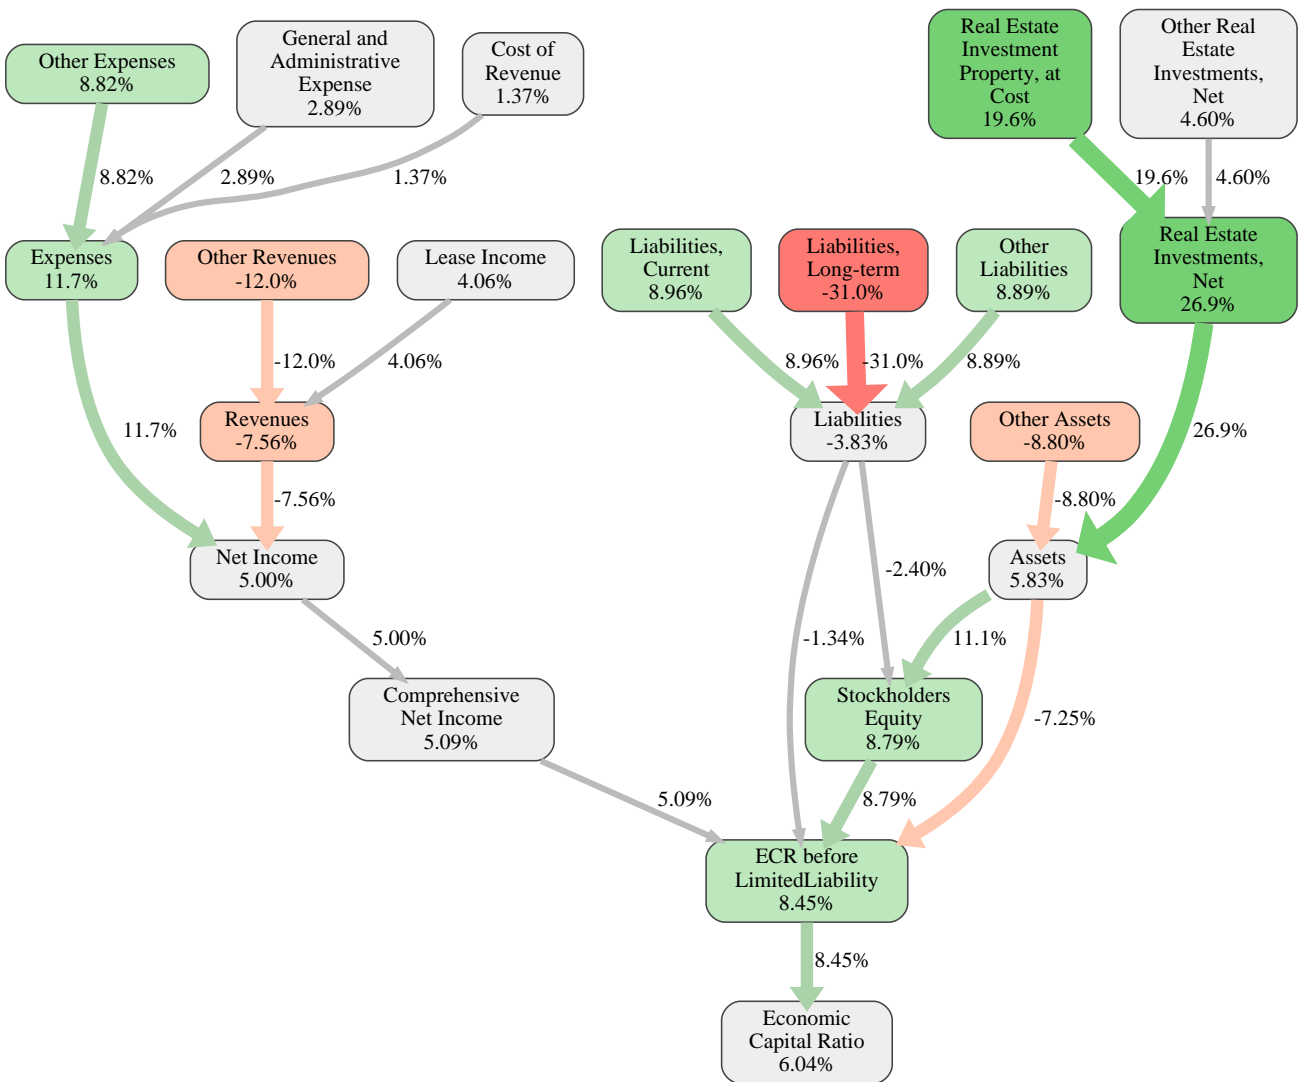 Other Expenses
8.82%
General and
Administrative
Expense
2.89%
Cost of
Revenue
1.37%
Real Estate
Investment
Property, at
Cost
19.6%
Other Real
Estate
Investments,
Net
4.60%
8.82%
2.89%
1.37%
19.6%
4.60%
Expenses
11.7%
Other Revenues
-12.0%
Lease Income
4.06%
Liabilities,
Current
8.96%
Liabilities,
Long-term
-31.0%
Other
Liabilities
8.89%
Real Estate
Investments,
Net
26.9%
-12.0%
4.06%
8.96%
-31.0%
8.89%
11.7%
Revenues
-7.56%
Liabilities
-3.83%
Other Assets
-8.80%
26.9%
-7.56%
-8.80%
Net Income
5.00%
-2.40%
Assets
5.83%
5.00%
-1.34%
11.1%
Comprehensive
Net Income
5.09%
Stockholders
Equity
8.79%
-7.25%
5.09%
8.79%
ECR before
LimitedLiability
8.45%
8.45%
Economic
Capital Ratio
6.04%